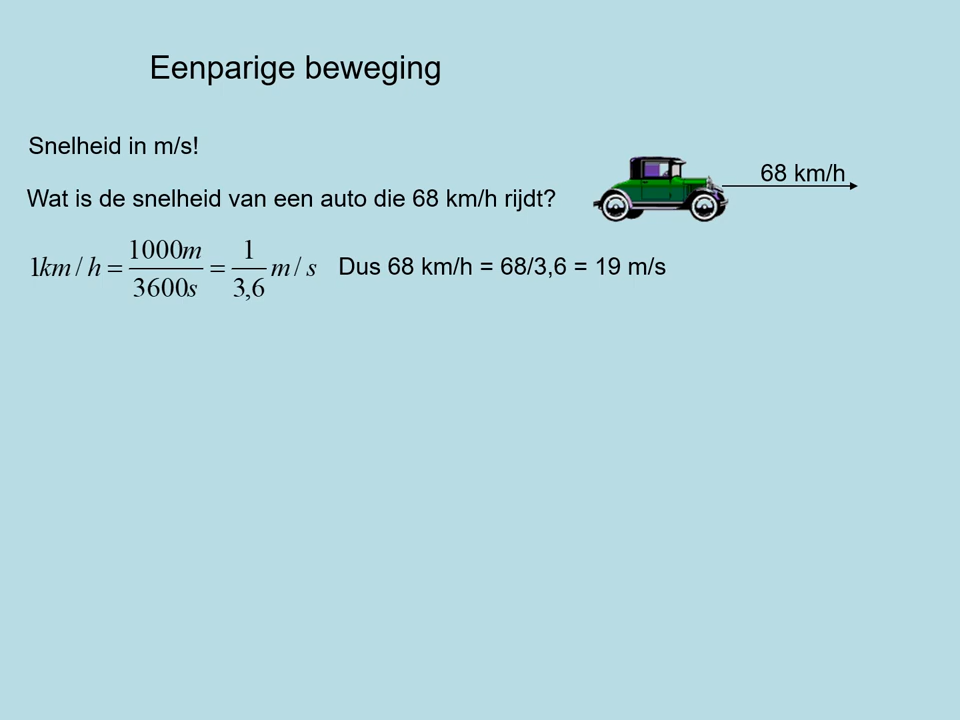 Eenparige beweging
Snelheid in m/s!
68 km/h
Wat is de snelheid van een auto die 68 km/h rijdt?
1km / h = 1000m / 3600s = 1 / 3,6 m / s Dus 68 km/h = 68/3,6 = 19 m/s